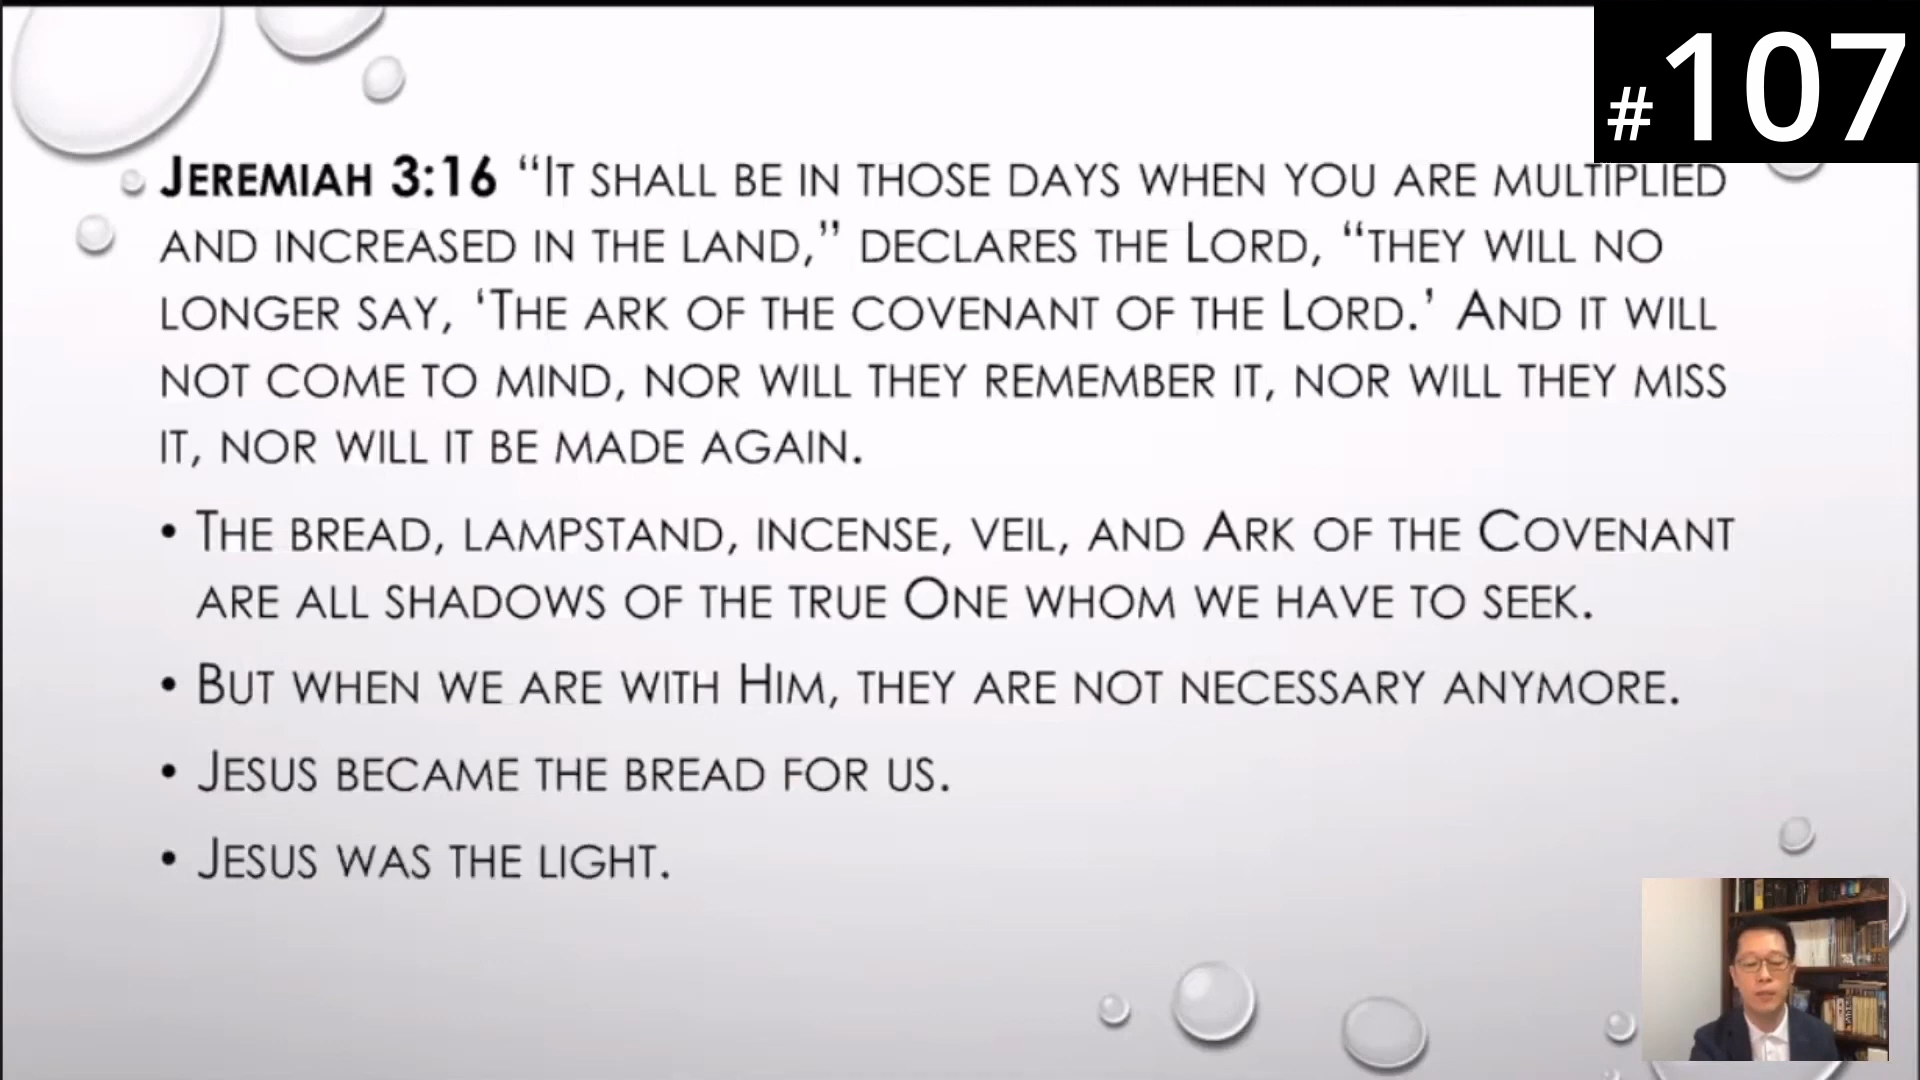 #107
Jeremiah 3:16 “It shall be in those days when you are multiplied
and increased in the land,” declares the Lord, “they will no
longer say, ‘The ark of the covenant of the Lord.’ And it will
not come to mind, nor will they remember it, nor will they miss
it, nor will it be made again.
• The bread, lampstand, incense, veil, and Ark of the Covenant
are all shadows of the true One whom we have to seek.
• But when we are with Him, they are not necessary anymore.
• Jesus became the bread for us.
• Jesus was the light.